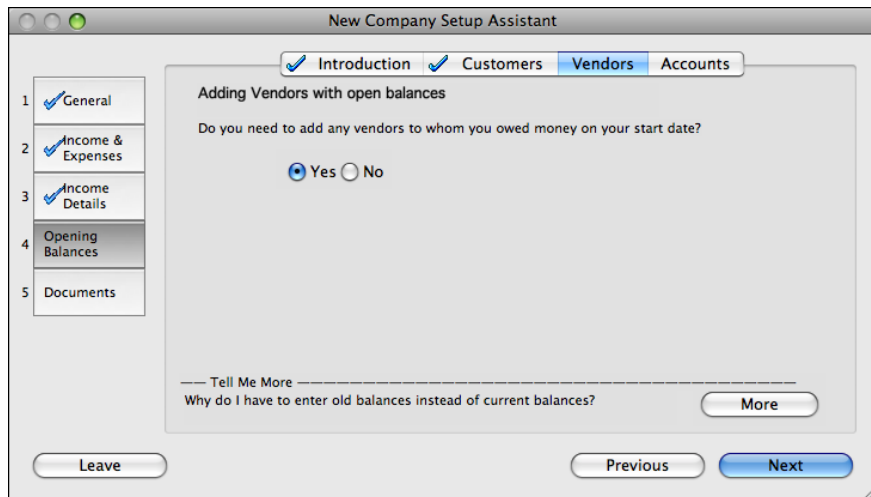 New Company Setup Assistant
Introduction
Customers
Vendors
Accounts
1 General
2 Income &
Expenses
3 Income
Details
4 Opening
Balances
5 Documents
Adding Vendors with open balances
Do you need to add any vendors to whom you owed money on your start date?
Yes No
Tell Me More
Why do I have to enter old balances instead of current balances?
More
Leave
Previous
Next